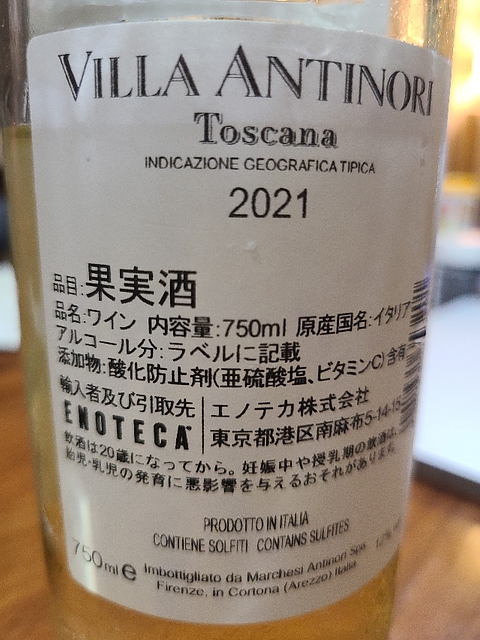 VILLA ANTINORI
Toscana
INDICAZIONE GEOGRAFICA TIPICA
2021
品目:果実酒
品名:ワイン 内容量:750ml 原産国名:イタリア
アルコール分:ラベルに記載
添加物:酸化防止剤(亜硫酸塩、ビタミンC)含有
輸入者及び引取先
ENOTECA
エノテカ株式会社
東京都港区南麻布5-14-15
飲酒は20歳になってから。妊娠中や授乳期の飲酒は、
胎児・乳児の発育に悪影響を与えるおそれがあります。
PRODOTTO IN ITALIA
CONTIENE SOLFITI CONTAINS SULFITES
750ml e
Imbottigliato da Marchesi Antinori Spa
Firenze, in Cortona (Arezzo) Italia
12%